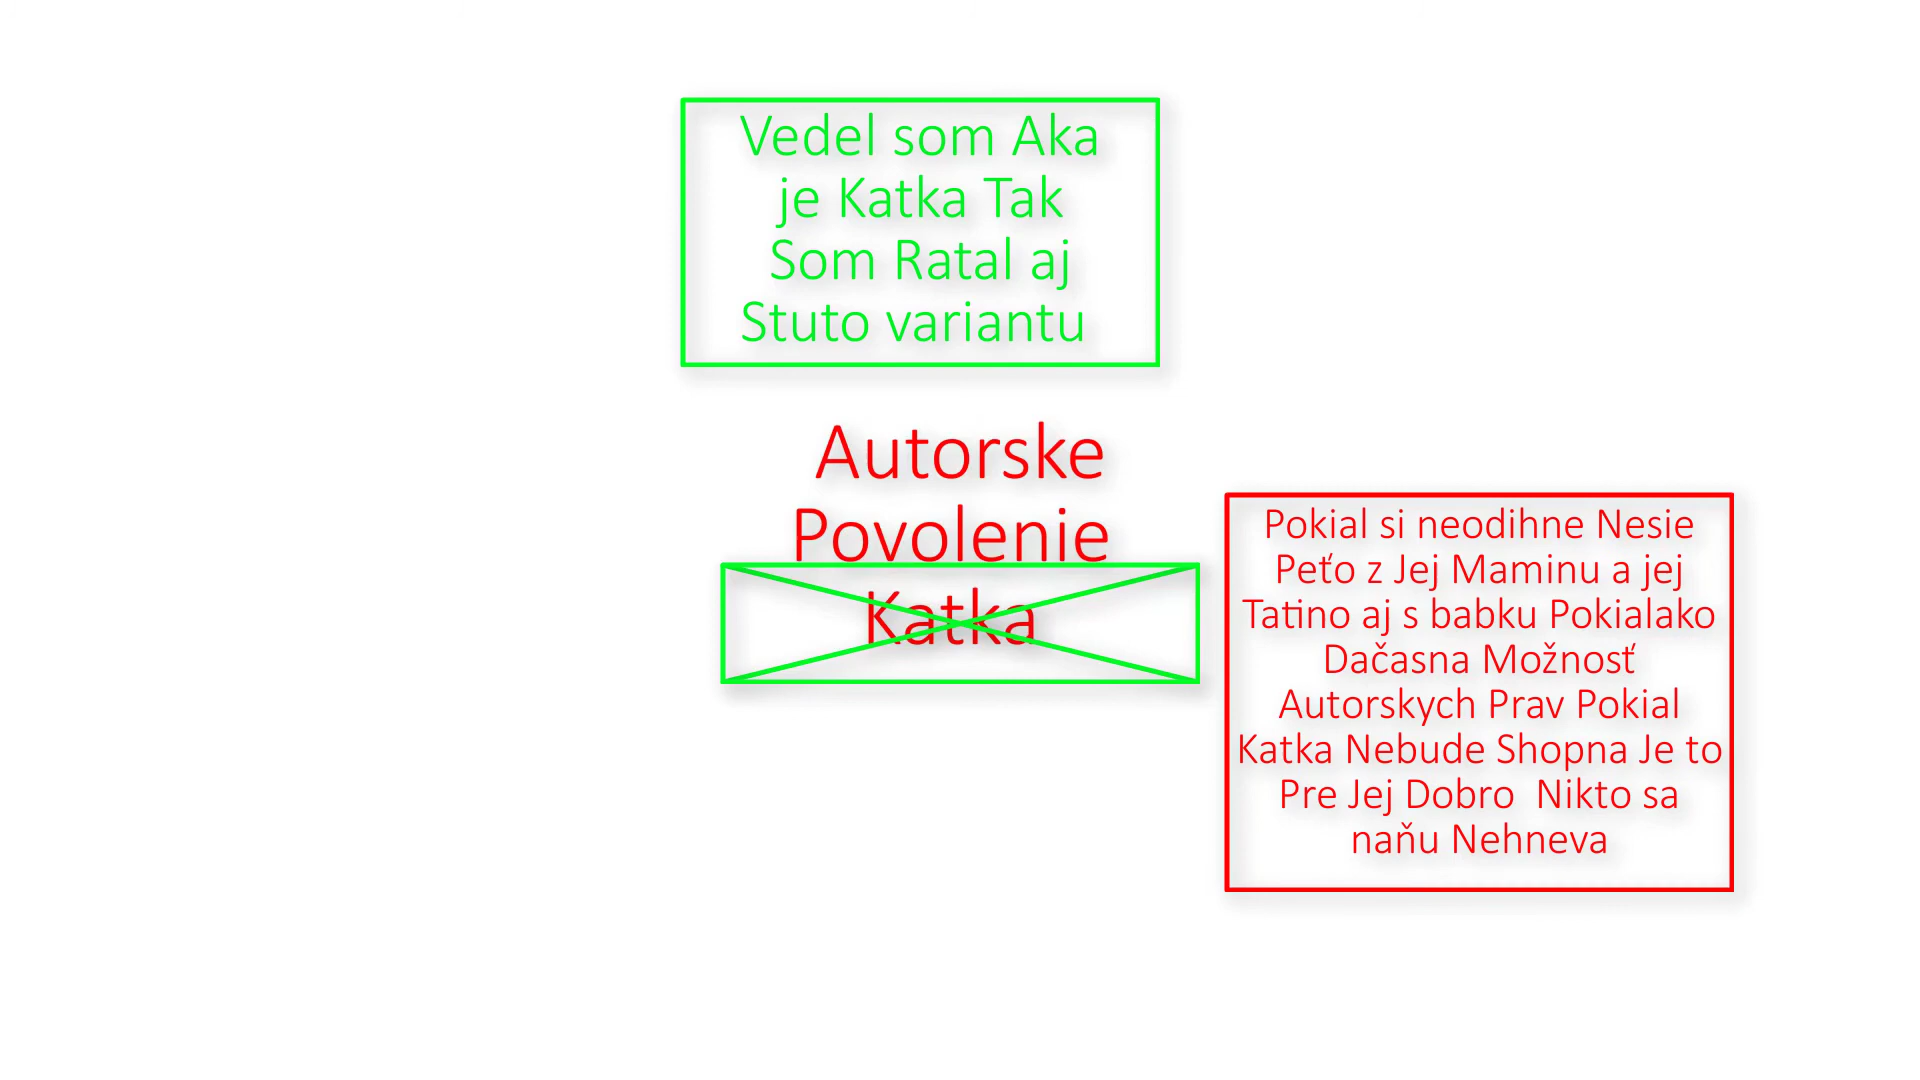 Vedel som Aka
je Katka Tak
Som Ratal aj
Stuto variantu
Autorske
Povolenie
Katka
Pokial si neodihne Nesie
Peťo z Jej Maminu a jej
Tatino aj s babku Pokialako
Dačasna Možnosť
Autorskych Prav Pokial
Katka Nebude Shopna Je to
Pre Jej Dobro  Nikto sa
naňu Nehneva